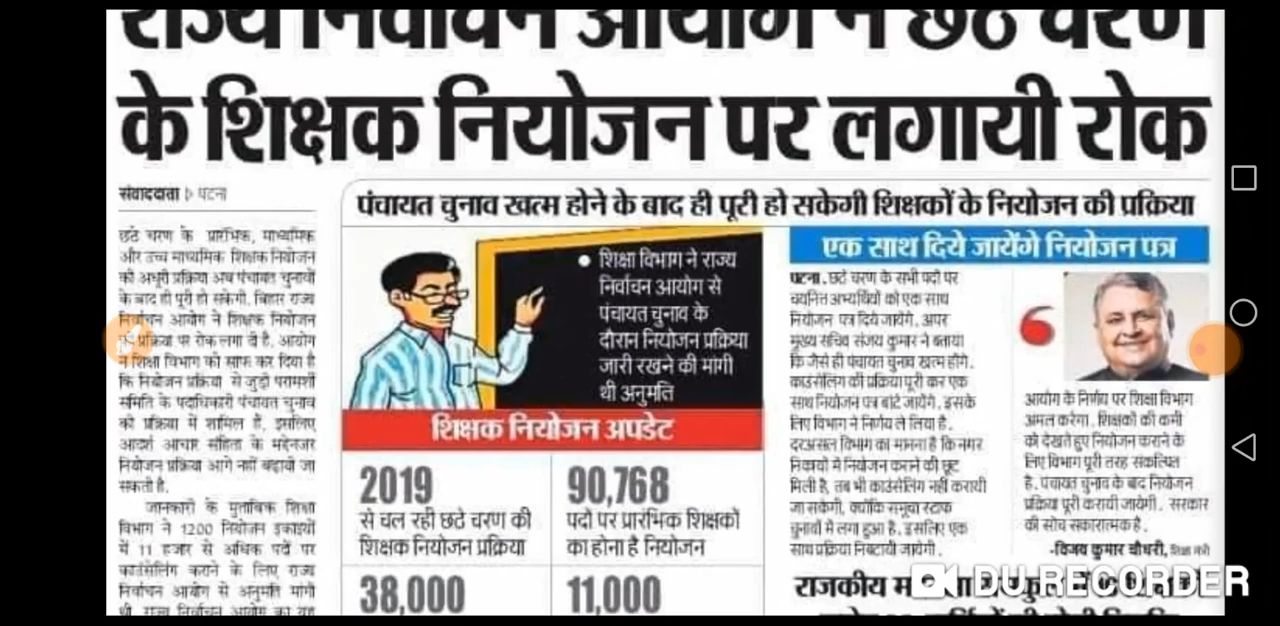 राज्य निर्वाचन आयोग ने छठे चरण
के शिक्षक नियोजन पर लगायी रोक
संवाददाता ▷ पटना
पंचायत चुनाव खत्म होने के बाद ही पूरी हो सकेगी शिक्षकों के नियोजन की प्रक्रिया
छठे चरण के प्रारंभिक, माध्यमिक
और उच्च माध्यमिक शिक्षक नियोजन
की अधूरी प्रक्रिया अब पंचायत चुनावों
के बाद ही पूरी हो सकेगी. बिहार राज्य
निर्वाचन आयोग ने शिक्षक नियोजन
की प्रक्रिया पर रोक लगा दी है. आयोग
ने शिक्षा विभाग को साफ कर दिया है
कि नियोजन प्रक्रिया से जुड़ी परामर्शी
समिति के पदाधिकारी पंचायत चुनाव
की प्रक्रिया में शामिल हैं, इसलिए
आदर्श आचार संहिता के मद्देनजर
नियोजन प्रक्रिया आगे नहीं बढ़ायी जा
सकती है.
जानकारी के मुताबिक शिक्षा
विभाग ने 1200 नियोजन इकाइयों
में 11 हजार से अधिक पदों पर
काउंसेलिंग कराने के लिए राज्य
निर्वाचन आयोग से अनुमति मांगी
थी. राज्य निर्वाचन आयोग का यह
● शिक्षा विभाग ने राज्य
निर्वाचन आयोग से
पंचायत चुनाव के
दौरान नियोजन प्रक्रिया
जारी रखने की मांगी
थी अनुमति
शिक्षक नियोजन अपडेट
2019
से चल रही छठे चरण की
शिक्षक नियोजन प्रक्रिया
90,768
पदों पर प्रारंभिक शिक्षकों
का होना है नियोजन
38,000
11,000
एक साथ दिये जायेंगे नियोजन पत्र
पटना. छठे चरण के सभी पदों पर
चयनित अभ्यर्थियों को एक साथ
नियोजन पत्र दिये जायेंगे. अपर
मुख्य सचिव संजय कुमार ने बताया
कि जैसे ही पंचायत चुनाव खत्म होंगे.
काउंसेलिंग की प्रक्रिया पूरी कर एक
साथ नियोजन पत्र बांटे जायेंगे. इसके
लिए विभाग ने निर्णय ले लिया है.
दरअसल विभाग का मानना है कि नगर
निकायों में नियोजन कराने की छूट
मिली है, तब भी काउंसेलिंग नहीं करायी
जा सकेगी, क्योंकि समूचा स्टाफ
चुनावों में लगा हुआ है. इसलिए एक
साथ प्रक्रिया निबटायी जायेगी.
आयोग के निर्णय पर शिक्षा विभाग
अमल करेगा. शिक्षकों की कमी
को देखते हुए नियोजन कराने के
लिए विभाग पूरी तरह संकल्पित
है. पंचायत चुनाव के बाद नियोजन
प्रक्रिया पूरी करायी जायेगी. सरकार
की सोच सकारात्मक है.
-विजय कुमार चौधरी, शिक्षा मंत्री
राजकीय
DU RECORDER